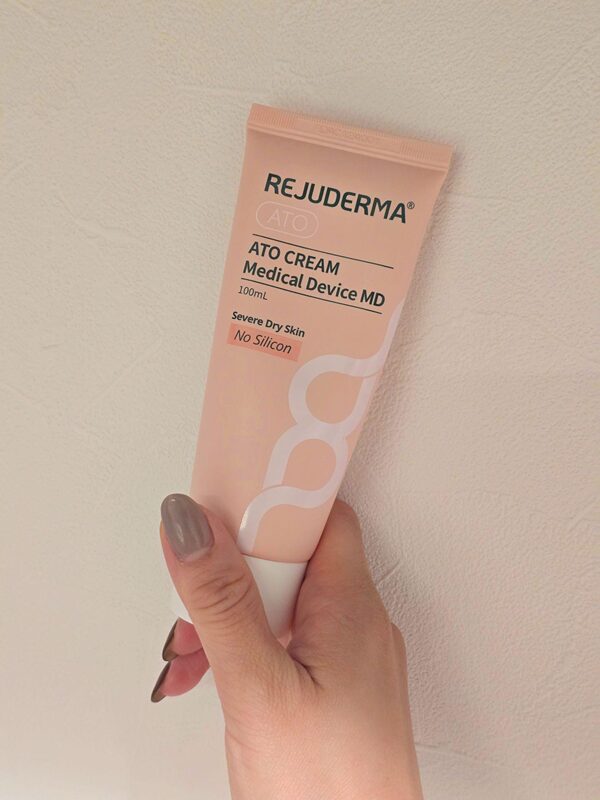 REJUDERMA®
ATO
ATO CREAM
Medical Device MD
100mL
Severe Dry Skin
No Silicon